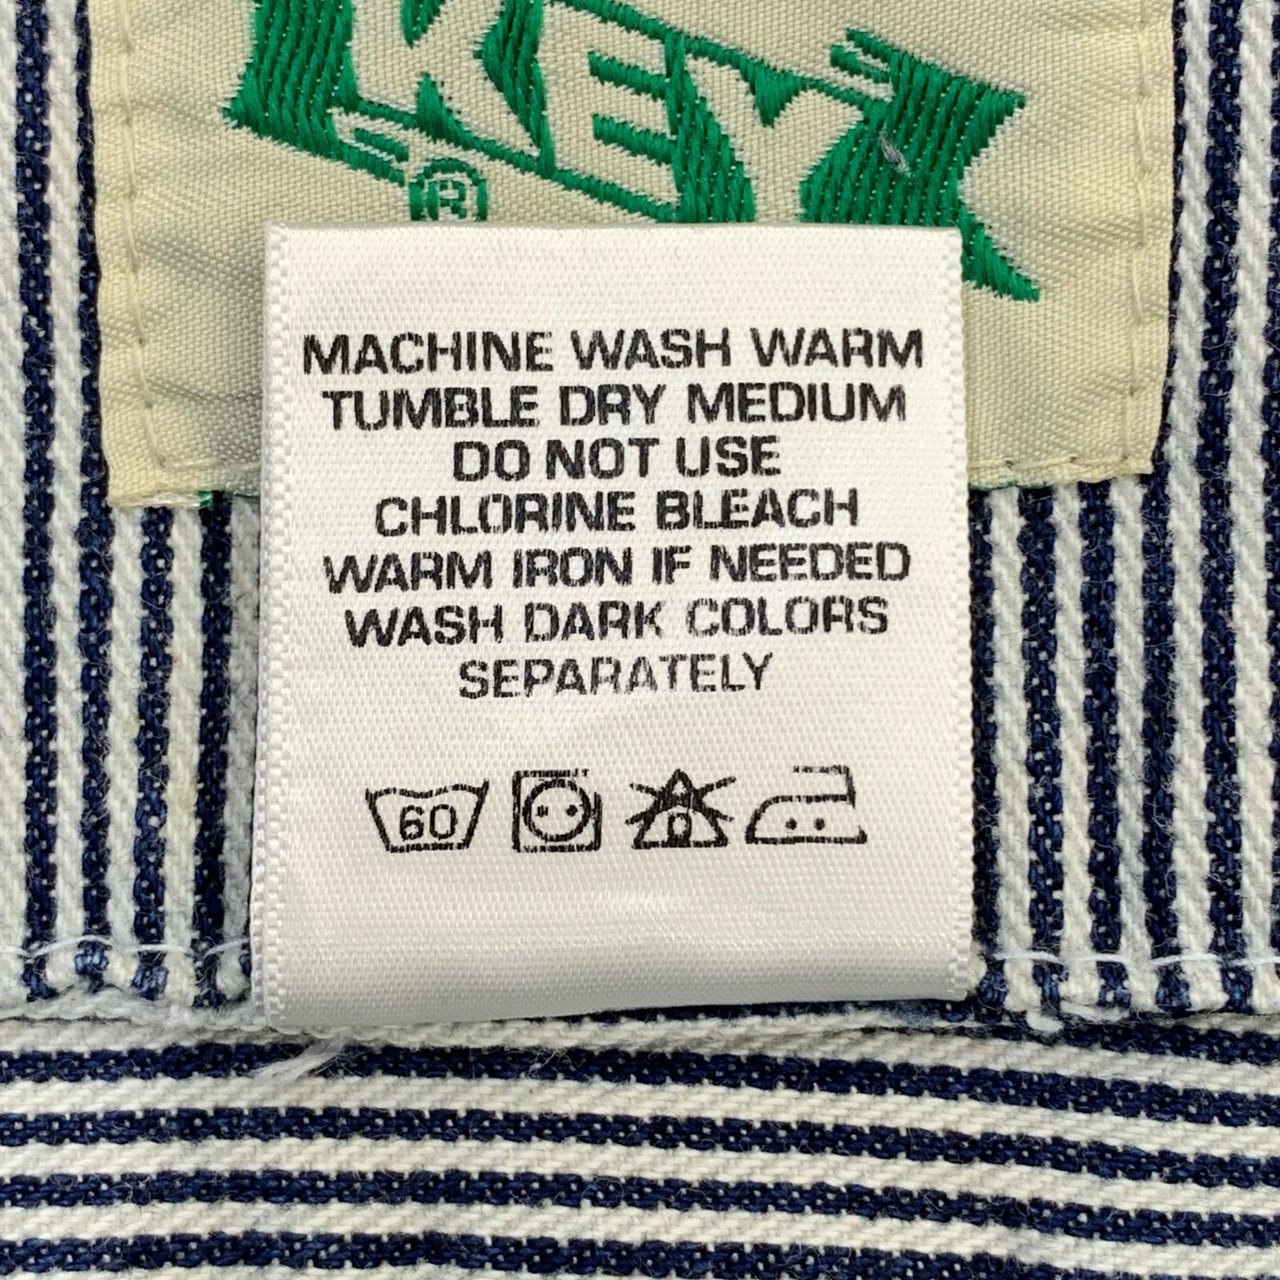 KEY
®
MACHINE WASH WARM
TUMBLE DRY MEDIUM
DO NOT USE
CHLORINE BLEACH
WARM IRON IF NEEDED
WASH DARK COLORS
SEPARATELY
60